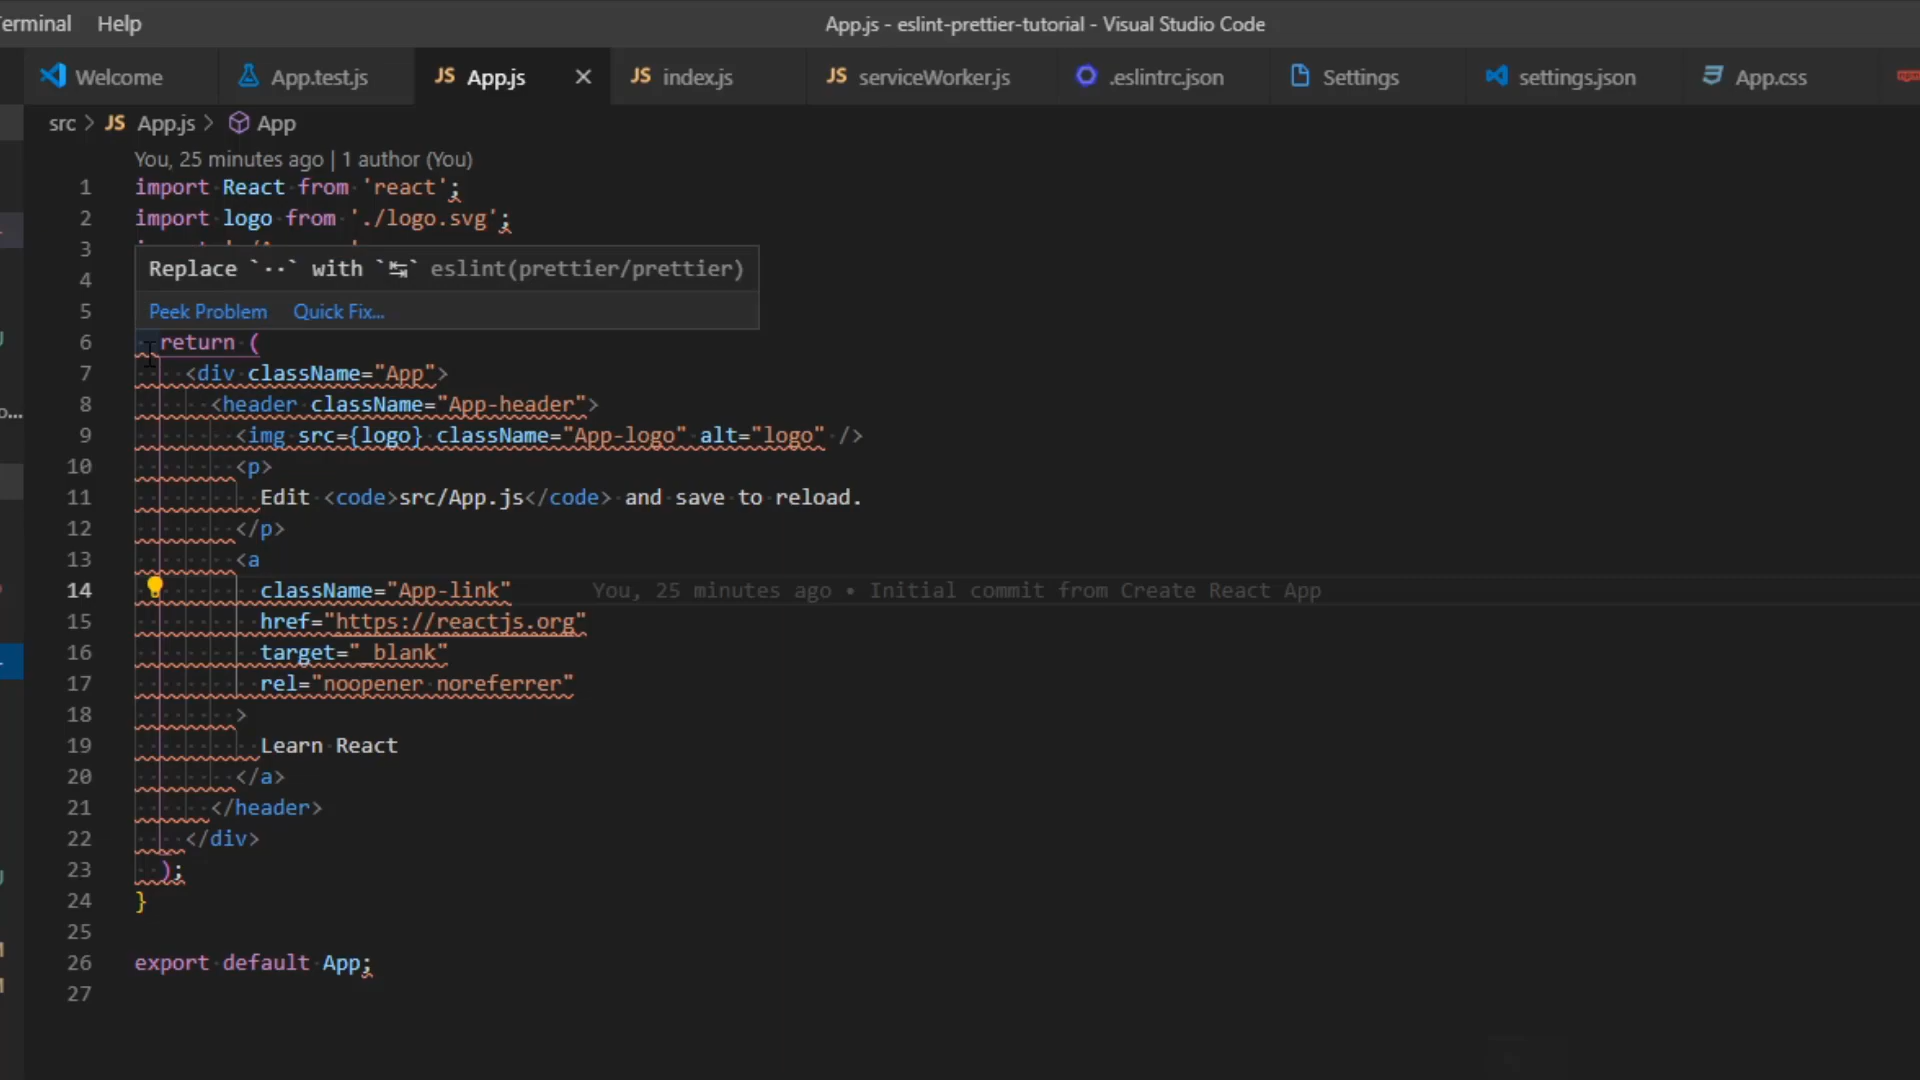 Terminal Help App.js - eslint-prettier-tutorial - Visual Studio Code
Welcome App.test.js JS App.js × JS index.js JS serviceWorker.js .eslintrc.json Settings settings.json App.css npm
src > JS App.js > App
You, 25 minutes ago | 1 author (You)
1 import React from 'react';
2 import logo from './logo.svg';
3
Replace `··` with `↹` eslint(prettier/prettier)
4
5 Peek Problem Quick Fix...
6 return (
7 <div className="App">
8 <header className="App-header">
9 <img src={logo} className="App-logo" alt="logo" />
10 <p>
11 Edit <code>src/App.js</code> and save to reload.
12 </p>
13 <a
14 className="App-link" You, 25 minutes ago • Initial commit from Create React App
15 href="https://reactjs.org"
16 target="_blank"
17 rel="noopener noreferrer"
18 >
19 Learn React
20 </a>
21 </header>
22 </div>
23 );
24 }
25
26 export default App;
27